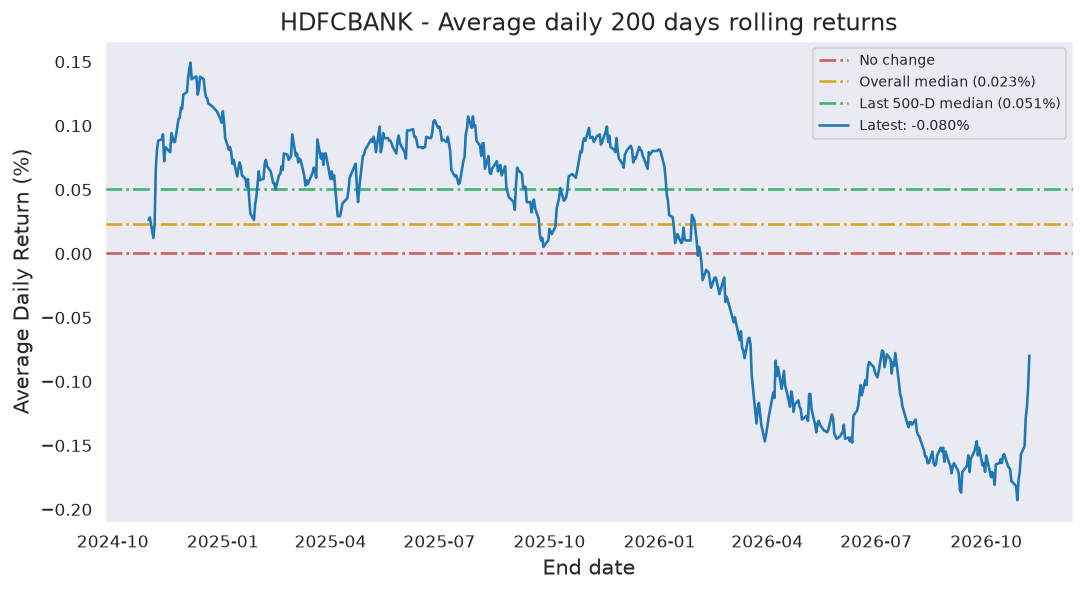 HDFCBANK - Average daily 200 days rolling returns
No change
Overall median (0.023%)
Last 500-D median (0.051%)
Latest: -0.080%
Average Daily Return (%)
0.15
0.10
0.05
0.00
−0.05
−0.10
−0.15
−0.20
2024-10 2025-01 2025-04 2025-07 2025-10 2026-01 2026-04 2026-07 2026-10
End date